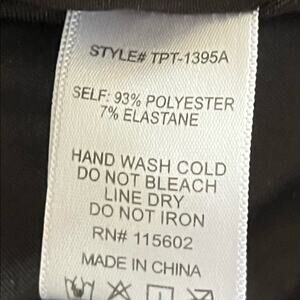 STYLE# TPT-1395A
SELF: 93% POLYESTER
7% ELASTANE
HAND WASH COLD
DO NOT BLEACH
LINE DRY
DO NOT IRON
RN# 115602
MADE IN CHINA